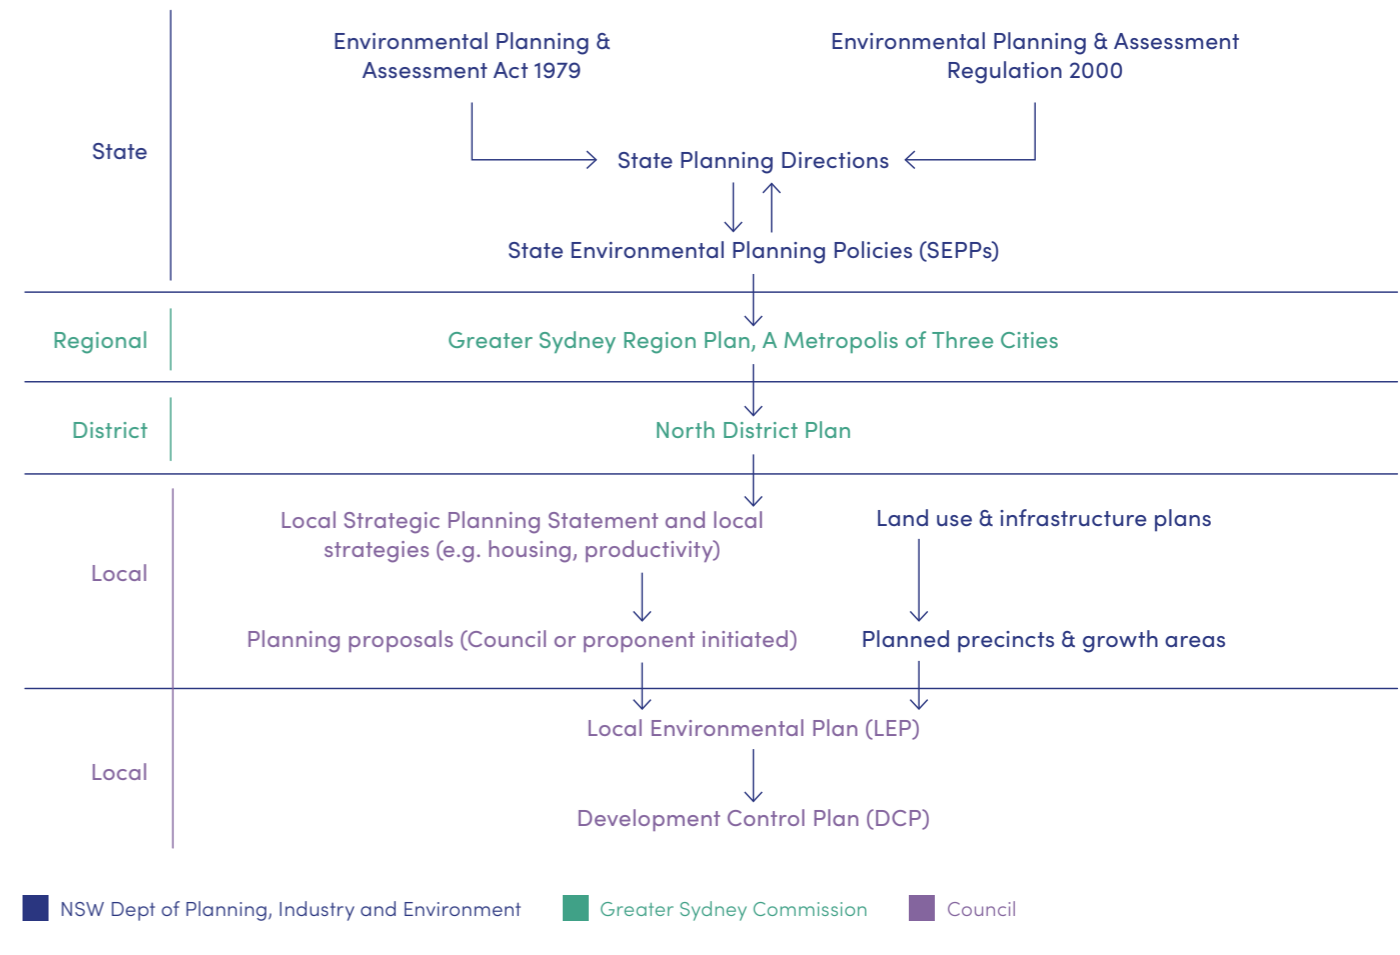 Environmental Planning &
Assessment Act 1979
Environmental Planning & Assessment
Regulation 2000
State
State Planning Directions
State Environmental Planning Policies (SEPPs)
Regional
Greater Sydney Region Plan, A Metropolis of Three Cities
District
North District Plan
Local Strategic Planning Statement and local
strategies (e.g. housing, productivity)
Land use & infrastructure plans
Local
Planning proposals (Council or proponent initiated)
Planned precincts & growth areas
Local Environmental Plan (LEP)
Local
Development Control Plan (DCP)
NSW Dept of Planning, Industry and Environment
Greater Sydney Commission
Council